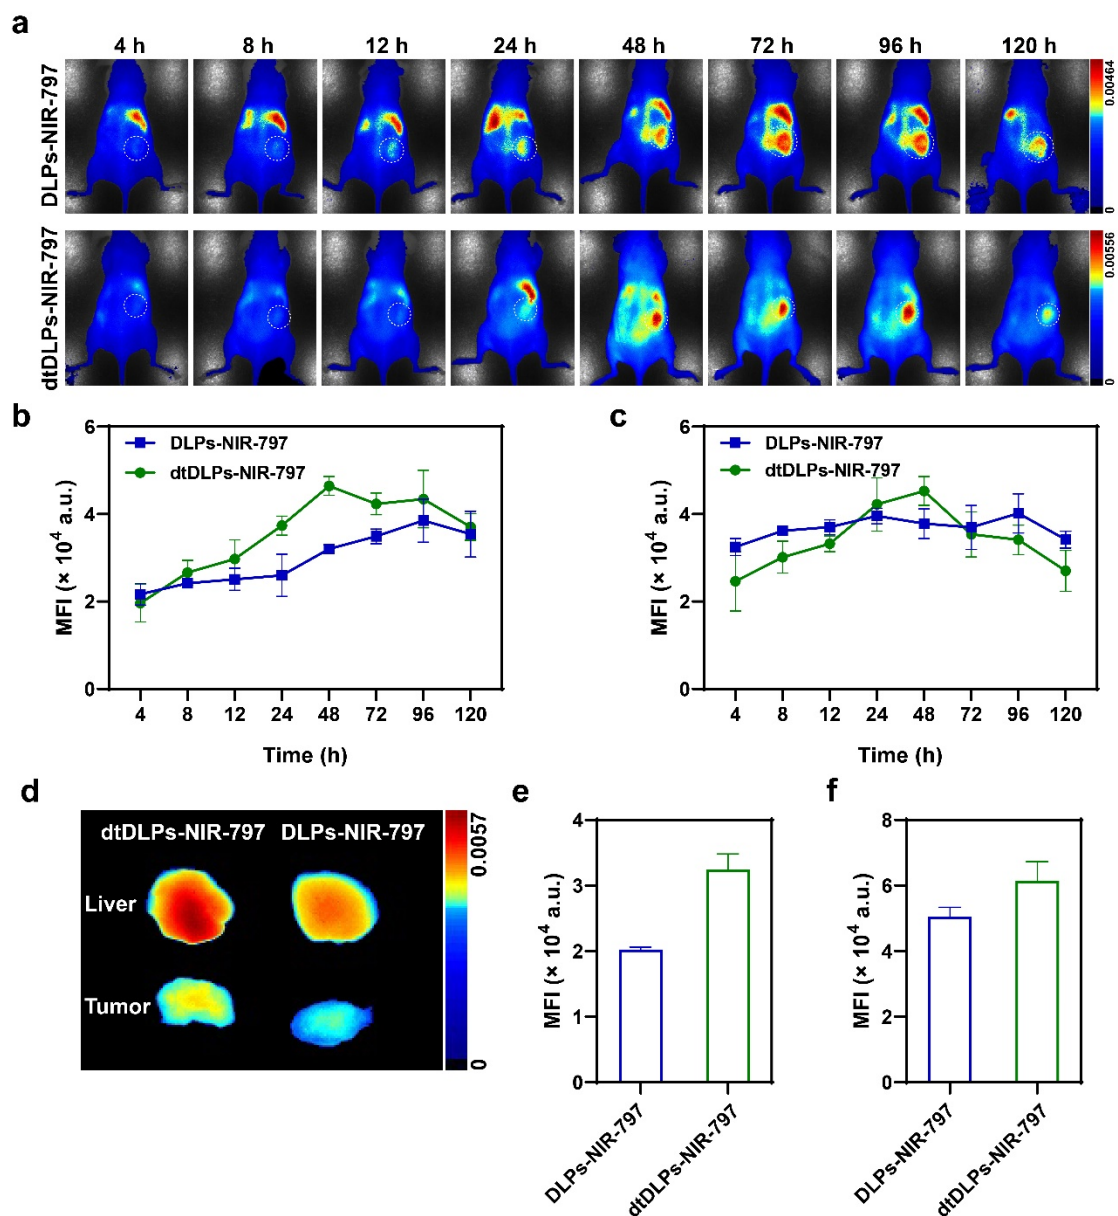 a
4 h 8 h 12 h 24 h 48 h 72 h 96 h 120 h
DLPs-NIR-797
0.00464
0
dtDLPs-NIR-797
0.00556
0
b
6
4
2
0
MFI (× 10⁴ a.u.)
DLPs-NIR-797
dtDLPs-NIR-797
4 8 12 24 48 72 96 120
Time (h)
c
6
4
2
0
MFI (× 10⁴ a.u.)
DLPs-NIR-797
dtDLPs-NIR-797
4 8 12 24 48 72 96 120
Time (h)
d
dtDLPs-NIR-797 DLPs-NIR-797
Liver
Tumor
0.0057
0
e
4
3
2
1
0
MFI (× 10⁴ a.u.)
DLPs-NIR-797
dtDLPs-NIR-797
f
8
6
4
2
0
MFI (× 10⁴ a.u.)
DLPs-NIR-797
dtDLPs-NIR-797